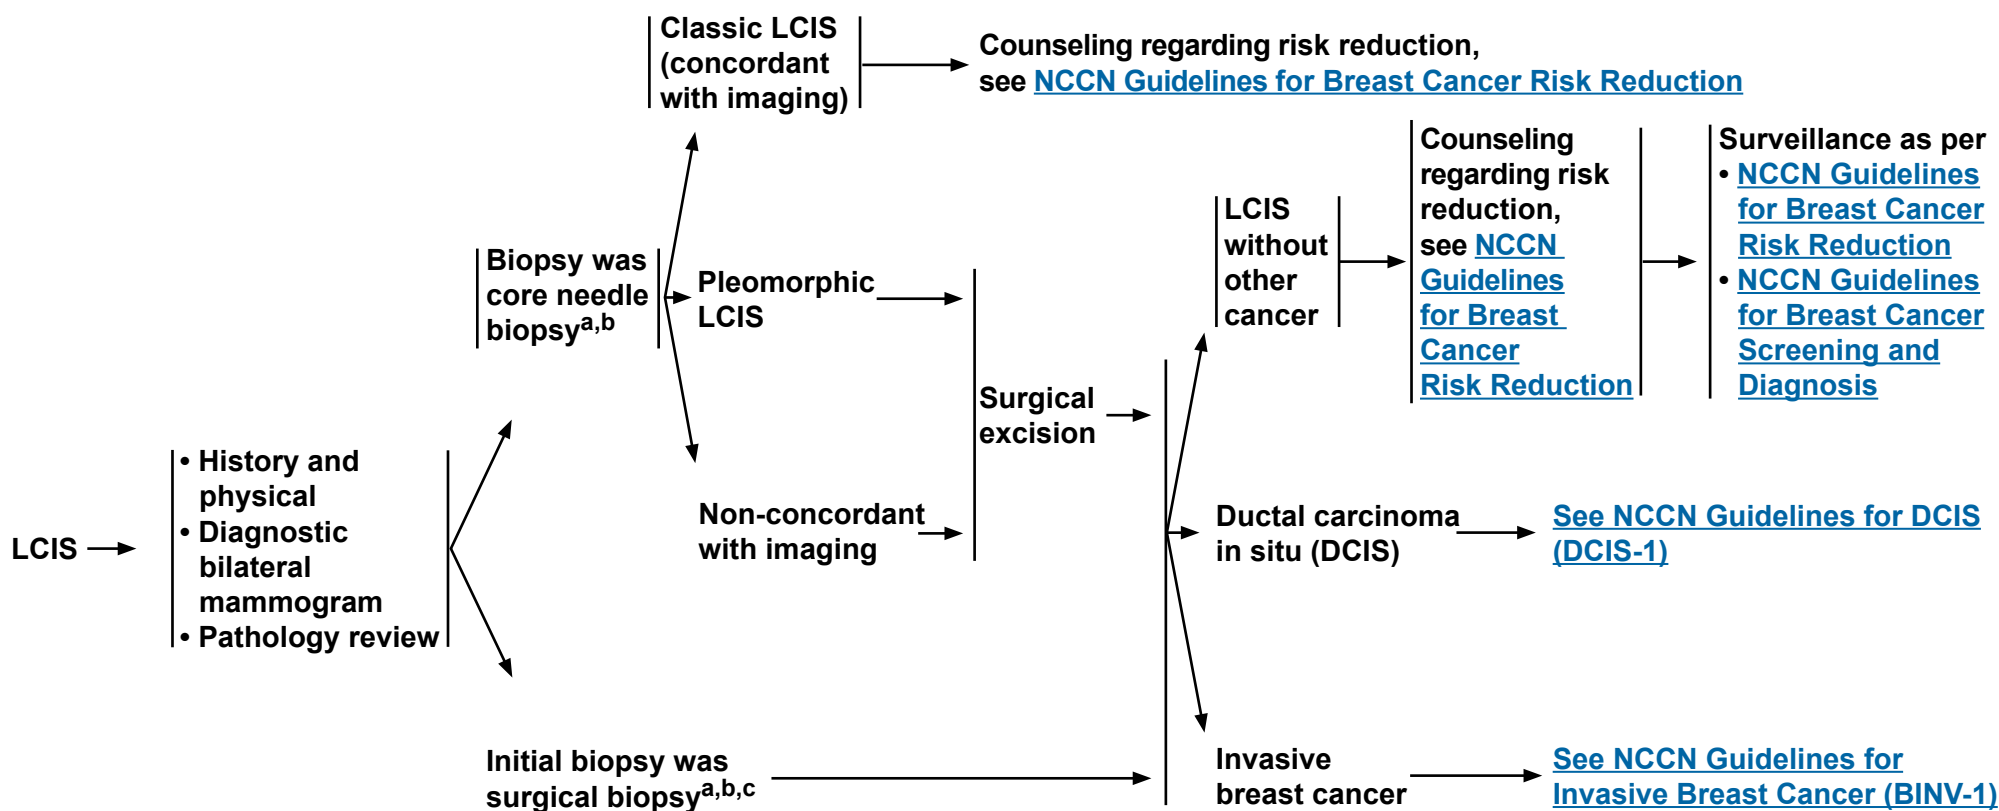 Classic LCIS
(concordant
with imaging)
Counseling regarding risk reduction,
see NCCN Guidelines for Breast Cancer Risk Reduction
Biopsy was
core needle
biopsya,b
Pleomorphic
LCIS
Non-concordant
with imaging
Surgical
excision
LCIS
without
other
cancer
Counseling
regarding risk
reduction,
see NCCN
Guidelines
for Breast
Cancer
Risk Reduction
Surveillance as per
• NCCN Guidelines
for Breast Cancer
Risk Reduction
• NCCN Guidelines
for Breast Cancer
Screening and
Diagnosis
LCIS
• History and
physical
• Diagnostic
bilateral
mammogram
• Pathology review
Ductal carcinoma
in situ (DCIS)
See NCCN Guidelines for DCIS
(DCIS-1)
Initial biopsy was
surgical biopsya,b,c
Invasive
breast cancer
See NCCN Guidelines for
Invasive Breast Cancer (BINV-1)